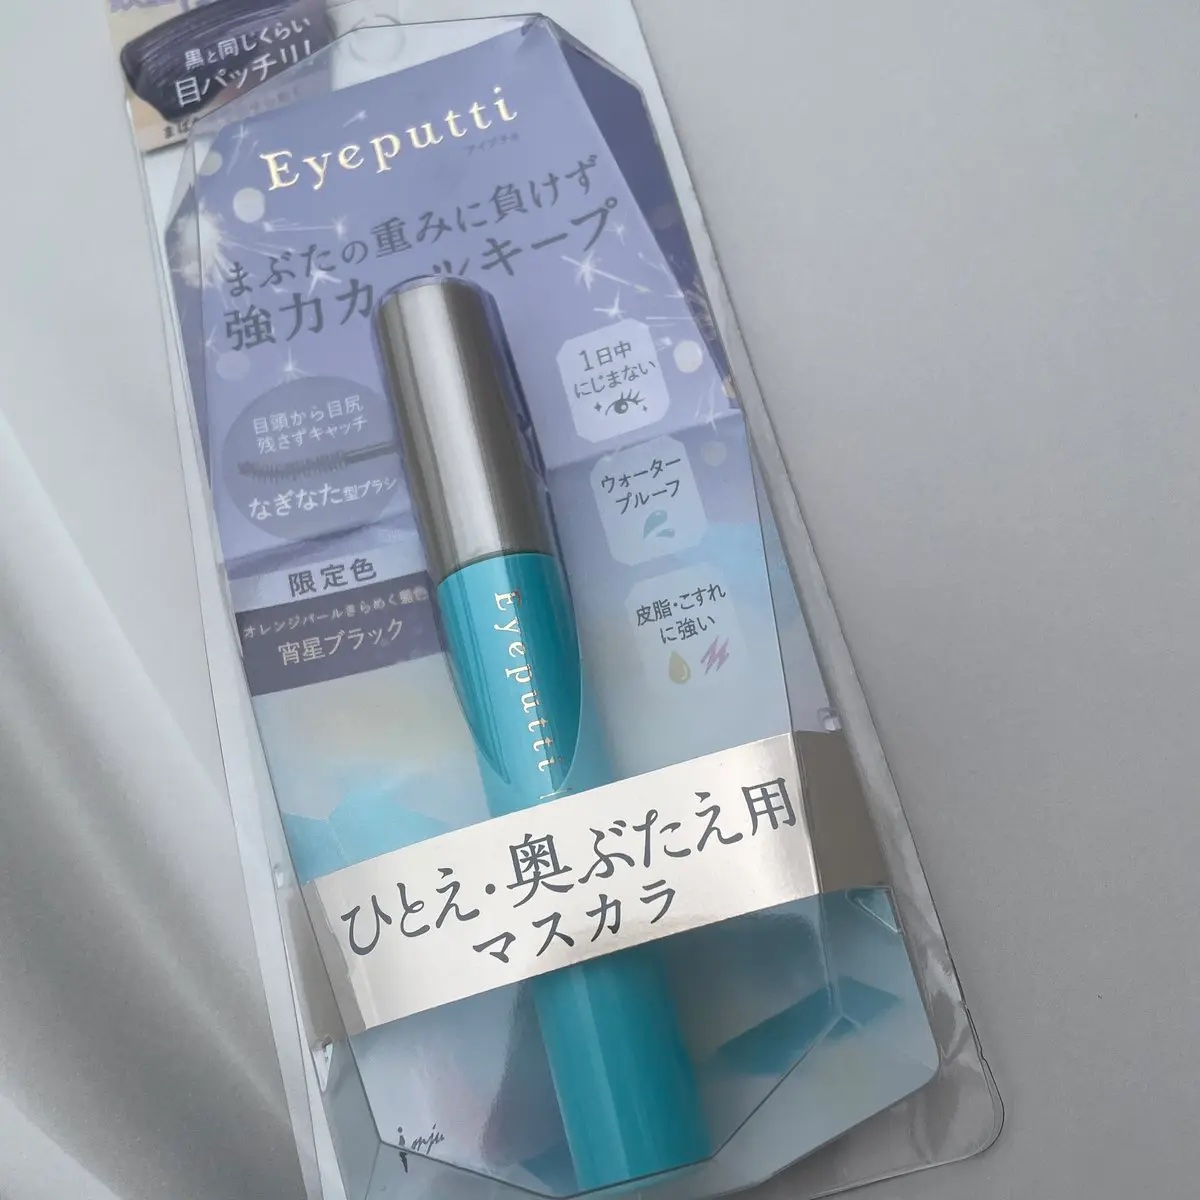 黒と同じくらい
目パッチリ!
Eyeputti
アイプチ®
まぶたの重みに負けず
強力カールキープ
1日中
にじまない
目頭から目尻
残さずキャッチ
なぎなた型ブラシ
ウォーター
プルーフ
限定色
オレンジパールきらめく紫色
宵星ブラック
皮脂・こすれ
に強い
Eyeputti
ひとえ・奥ぶたえ用
マスカラ
imju